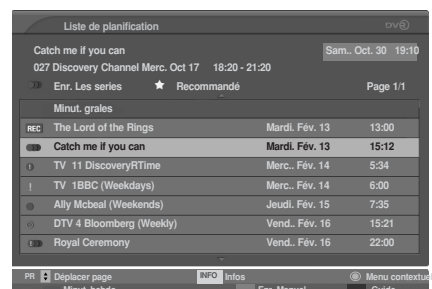 Liste de planification
Catch me if you can Sam.. Oct. 30 19:10
027 Discovery Channel Merc. Oct 17 18:20 - 21:20
Enr. Les series Recommandé Page 1/1
Minut. grales
REC The Lord of the Rings Mardi. Fév. 13 13:00
Catch me if you can Mardi. Fév. 13 15:12
TV 11 DiscoveryRTime Merc.. Fév. 14 5:34
TV 1BBC (Weekdays) Merc.. Fév. 14 6:00
Ally Mcbeal (Weekends) Jeudi. Fév. 15 7:35
DTV 4 Bloomberg (Weekly) Vend.. Fév. 16 15:21
Royal Ceremony Vend.. Fév. 16 22:00
PR Déplacer page INFO Infos Menu contextue